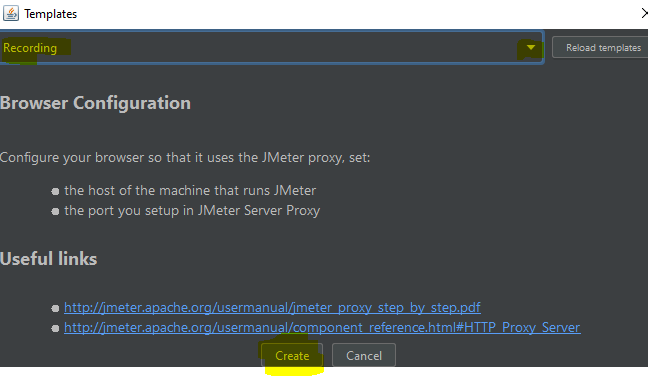 Templates
Recording
Reload templates
Browser Configuration
Configure your browser so that it uses the JMeter proxy, set:
the host of the machine that runs JMeter
the port you setup in JMeter Server Proxy
Useful links
http://jmeter.apache.org/usermanual/jmeter_proxy_step_by_step.pdf
http://jmeter.apache.org/usermanual/component_reference.html#HTTP_Proxy_Server
Create Cancel